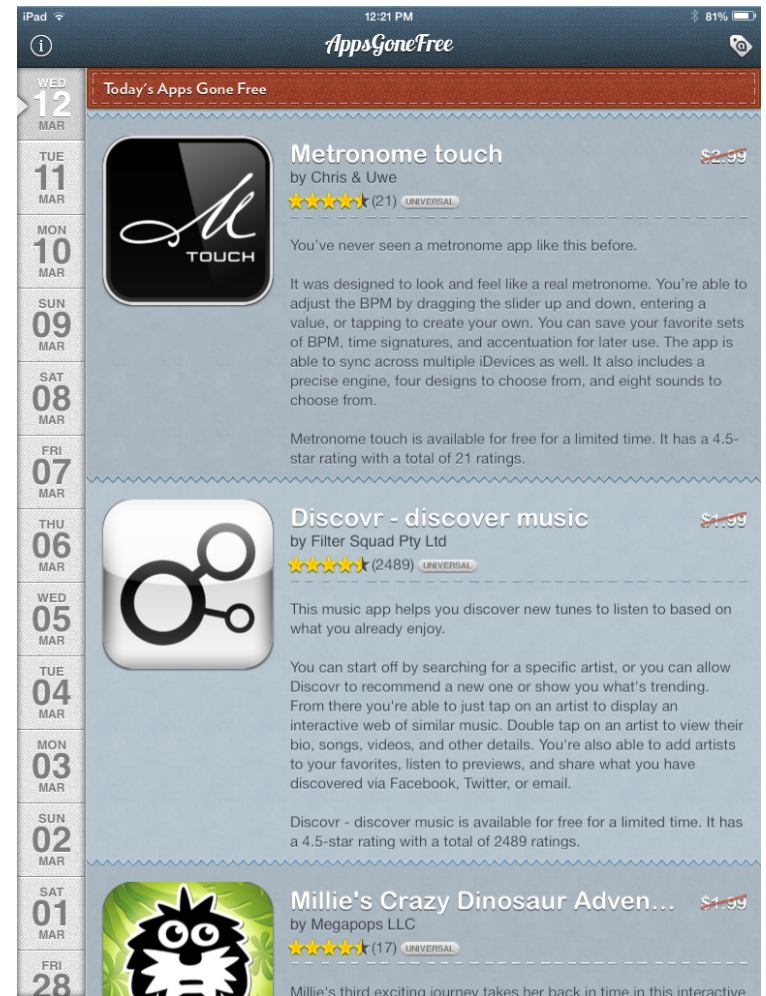 iPad 12:21 PM 81%
AppsGoneFree
Today's Apps Gone Free
WED
12
MAR
TUE
11
MAR
MON
10
MAR
SUN
09
MAR
SAT
08
MAR
FRI
07
MAR
THU
06
MAR
WED
05
MAR
TUE
04
MAR
MON
03
MAR
SUN
02
MAR
SAT
01
MAR
FRI
28
M
TOUCH
Metronome touch $2.99
by Chris & Uwe
(21) UNIVERSAL
You've never seen a metronome app like this before.
It was designed to look and feel like a real metronome. You're able to
adjust the BPM by dragging the slider up and down, entering a
value, or tapping to create your own. You can save your favorite sets
of BPM, time signatures, and accentuation for later use. The app is
able to sync across multiple iDevices as well. It also includes a
precise engine, four designs to choose from, and eight sounds to
choose from.
Metronome touch is available for free for a limited time. It has a 4.5-
star rating with a total of 21 ratings.
Discovr - discover music $1.99
by Filter Squad Pty Ltd
(2489) UNIVERSAL
This music app helps you discover new tunes to listen to based on
what you already enjoy.
You can start off by searching for a specific artist, or you can allow
Discovr to recommend a new one or show you what's trending.
From there you're able to just tap on an artist to display an
interactive web of similar music. Double tap on an artist to view their
bio, songs, videos, and other details. You're also able to add artists
to your favorites, listen to previews, and share what you have
discovered via Facebook, Twitter, or email.
Discovr - discover music is available for free for a limited time. It has
a 4.5-star rating with a total of 2489 ratings.
Millie's Crazy Dinosaur Adven... $1.99
by Megapops LLC
(17) UNIVERSAL
Millie's third exciting journey takes her back in time in this interactive